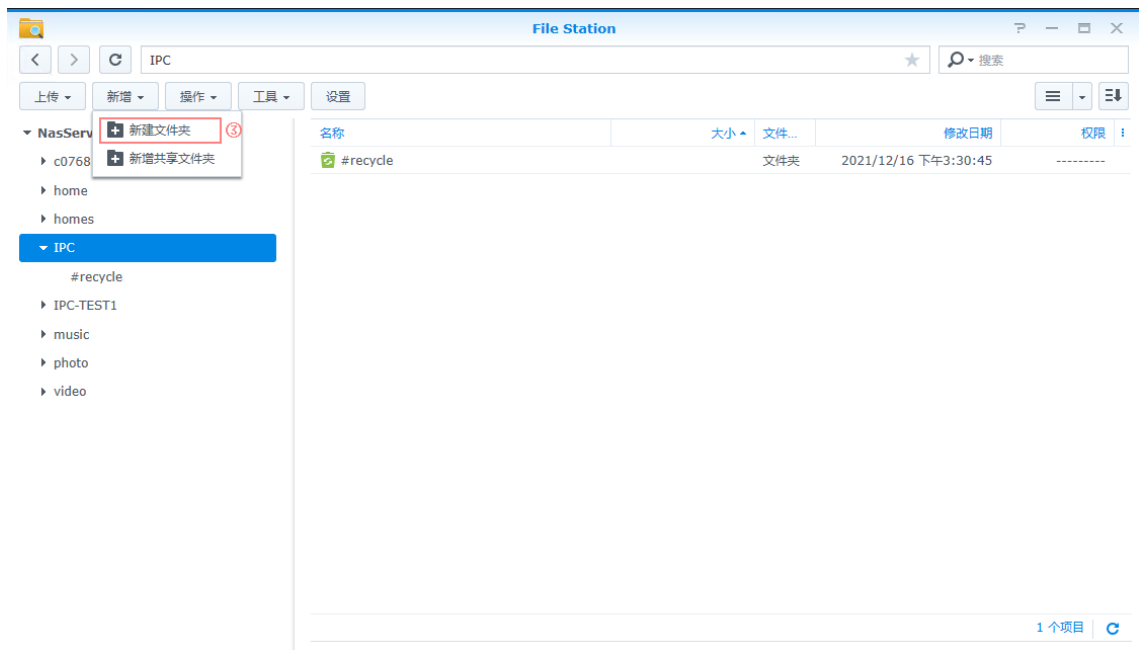 File Station
IPC
搜索
上传
新增
操作
工具
设置
新建文件夹
③
新增共享文件夹
NasServ
c0768
home
homes
IPC
#recycle
IPC-TEST1
music
photo
video
名称 大小 文件... 修改日期 权限
#recycle 文件夹 2021/12/16 下午3:30:45 ---------
1 个项目